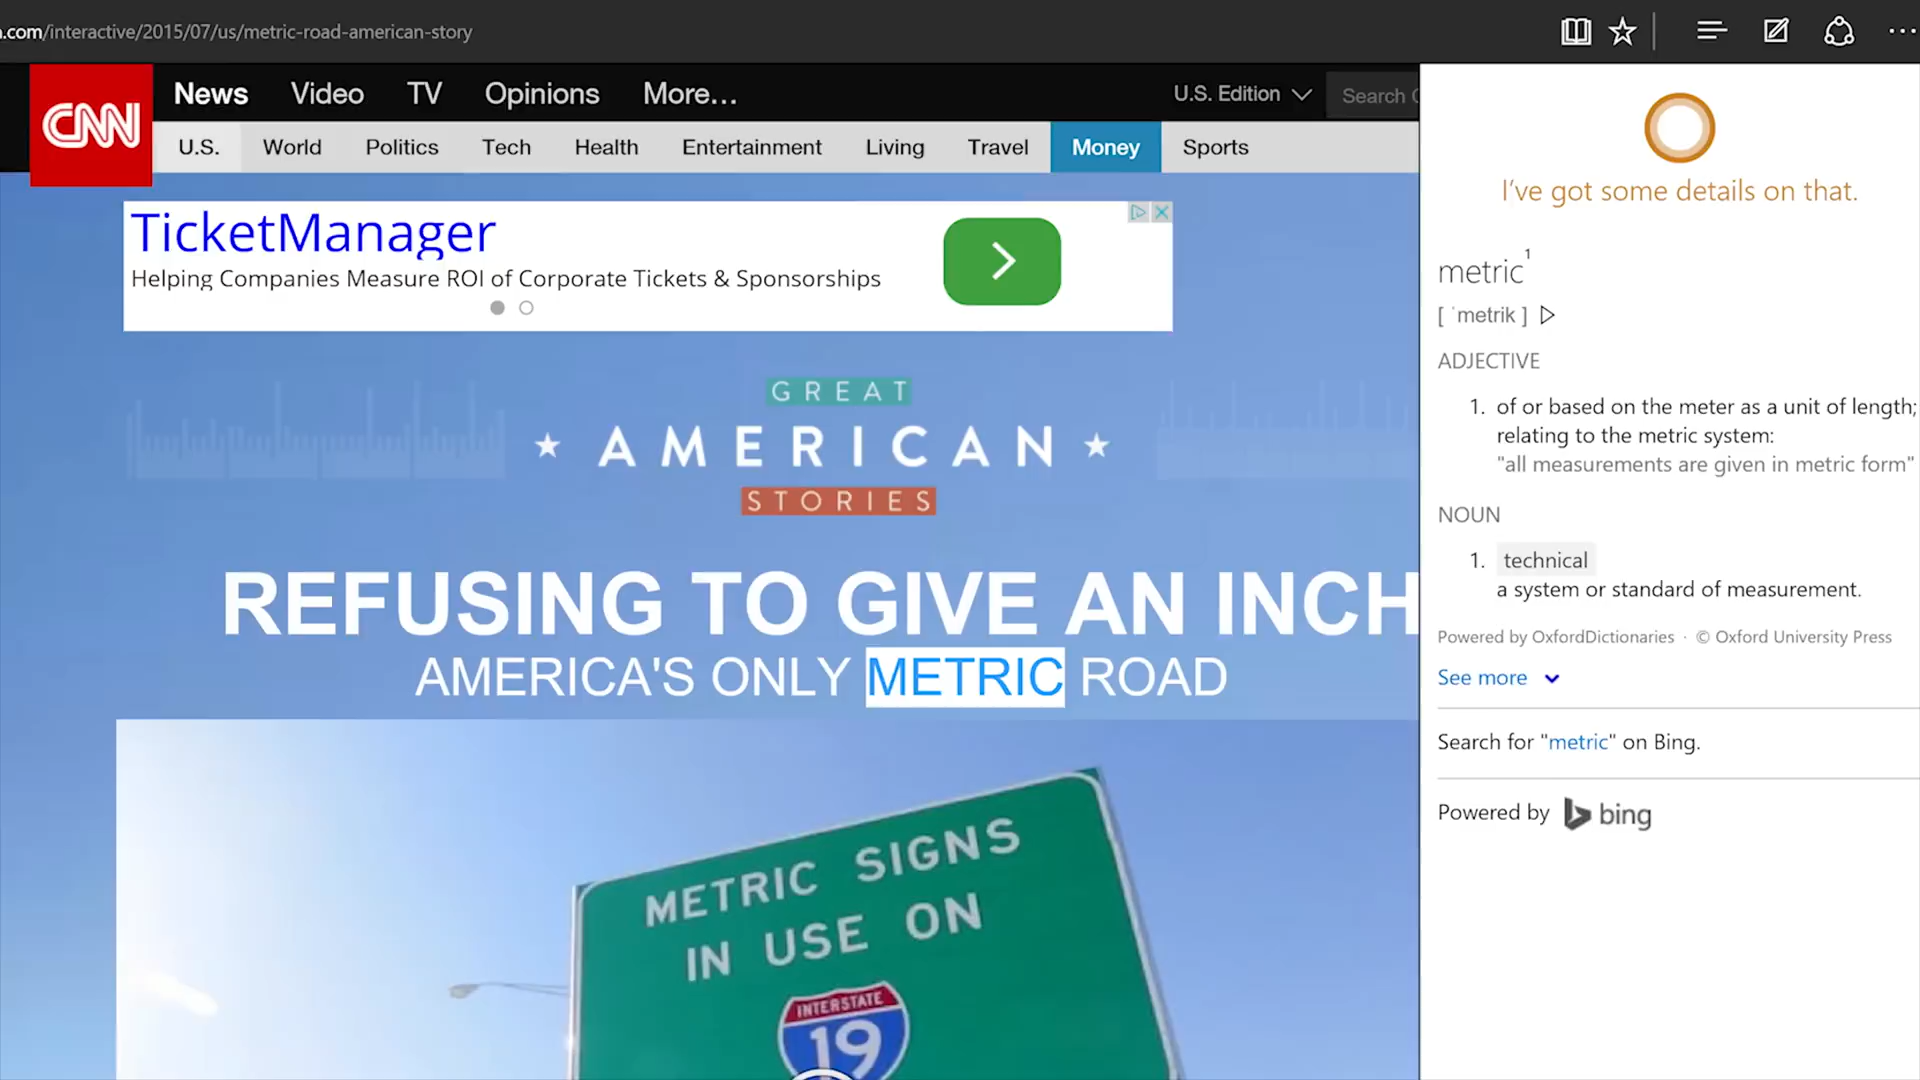 .com/interactive/2015/07/us/metric-road-american-story
CNN
News Video TV Opinions More...
U.S. Edition
Search
U.S. World Politics Tech Health Entertainment Living Travel Money Sports
TicketManager
Helping Companies Measure ROI of Corporate Tickets & Sponsorships
GREAT
AMERICAN
STORIES
REFUSING TO GIVE AN INCH
AMERICA'S ONLY METRIC ROAD
METRIC SIGNS
IN USE ON
INTERSTATE
19
I've got some details on that.
metric¹
[ ˈmetrik ]
ADJECTIVE
1. of or based on the meter as a unit of length;
relating to the metric system:
"all measurements are given in metric form"
NOUN
1. technical
a system or standard of measurement.
Powered by OxfordDictionaries · © Oxford University Press
See more
Search for "metric" on Bing.
Powered by bing